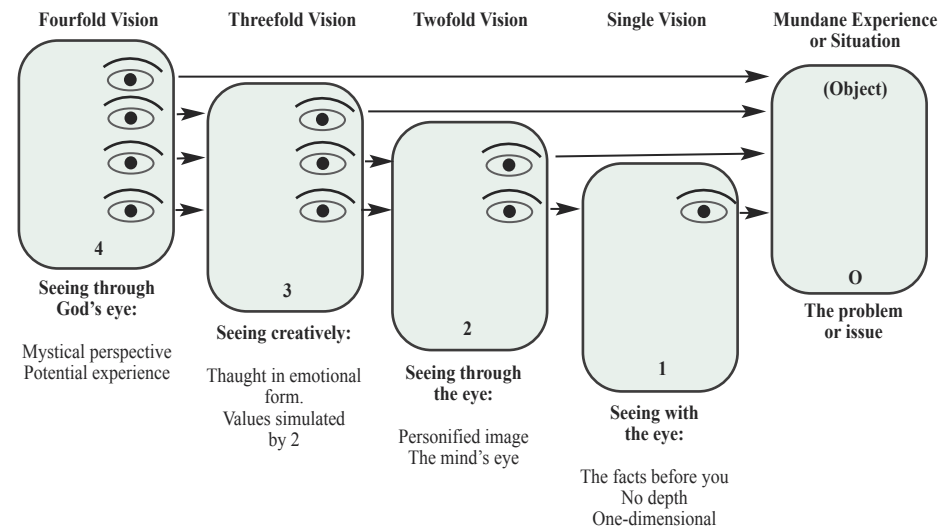 Fourfold Vision
Threefold Vision
Twofold Vision
Single Vision
Mundane Experience
or Situation
(Object)
4
Seeing through
God's eye:
Mystical perspective
Potential experience
3
Seeing creatively:
Thaught in emotional
form.
Values simulated
by 2
2
Seeing through
the eye:
Personified image
The mind's eye
1
Seeing with
the eye:
The facts before you
No depth
One-dimensional
O
The problem
or issue